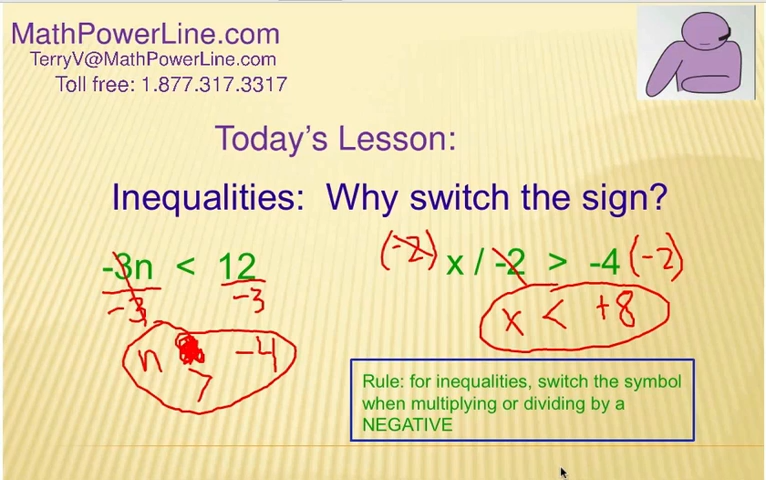 MathPowerLine.com
TerryV@MathPowerLine.com
Toll free: 1.877.317.3317
Today's Lesson:
Inequalities: Why switch the sign?
-3n < 12
-3 -3
n > -4
(-2) x / -2 > -4 (-2)
x < +8
Rule: for inequalities, switch the symbol
when multiplying or dividing by a
NEGATIVE